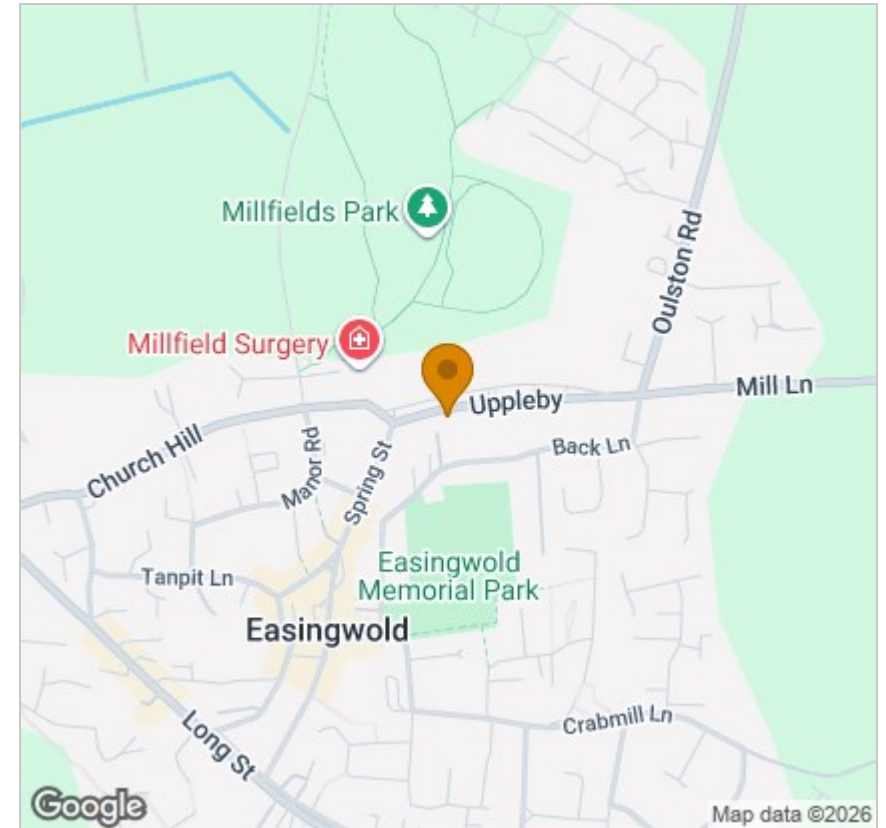 Millfields Park
Oulston Rd
Millfield Surgery
Uppleby
Mill Ln
Church Hill
Manor Rd
Spring St
Back Ln
Easingwold
Memorial Park
Tanpit Ln
Easingwold
Long St
Crabmill Ln
Google
Map data ©2026